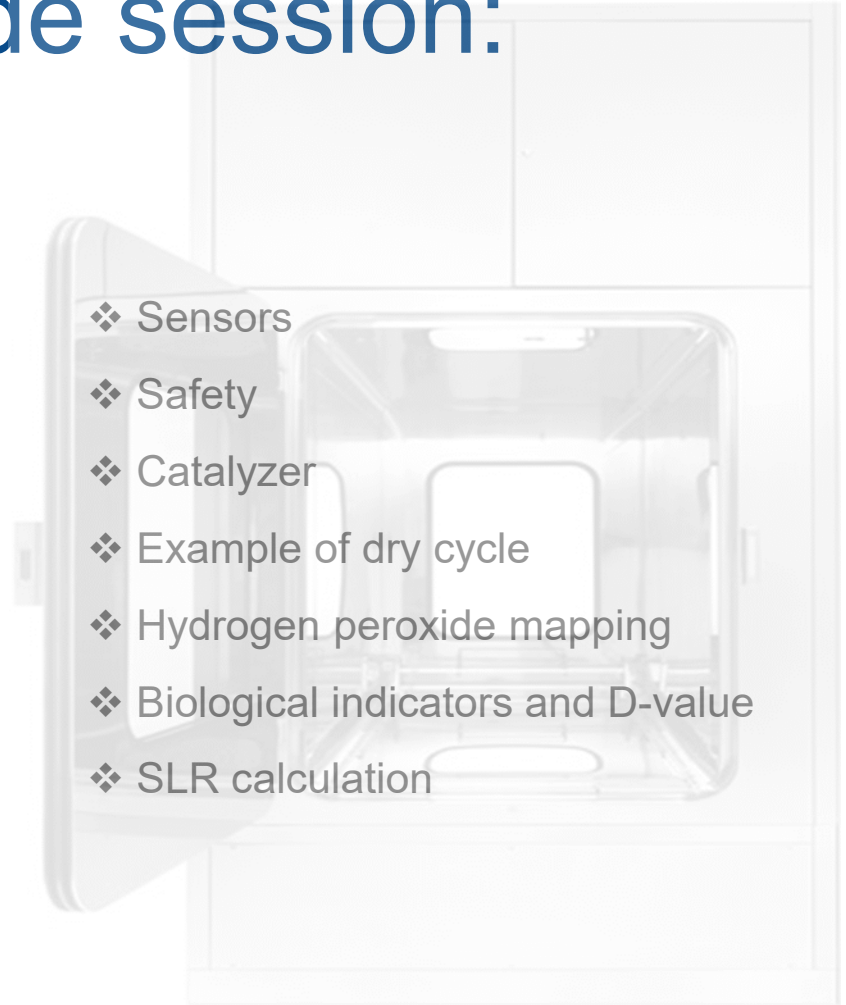 de session:
❖ Sensors
❖ Safety
❖ Catalyzer
❖ Example of dry cycle
❖ Hydrogen peroxide mapping
❖ Biological indicators and D-value
❖ SLR calculation